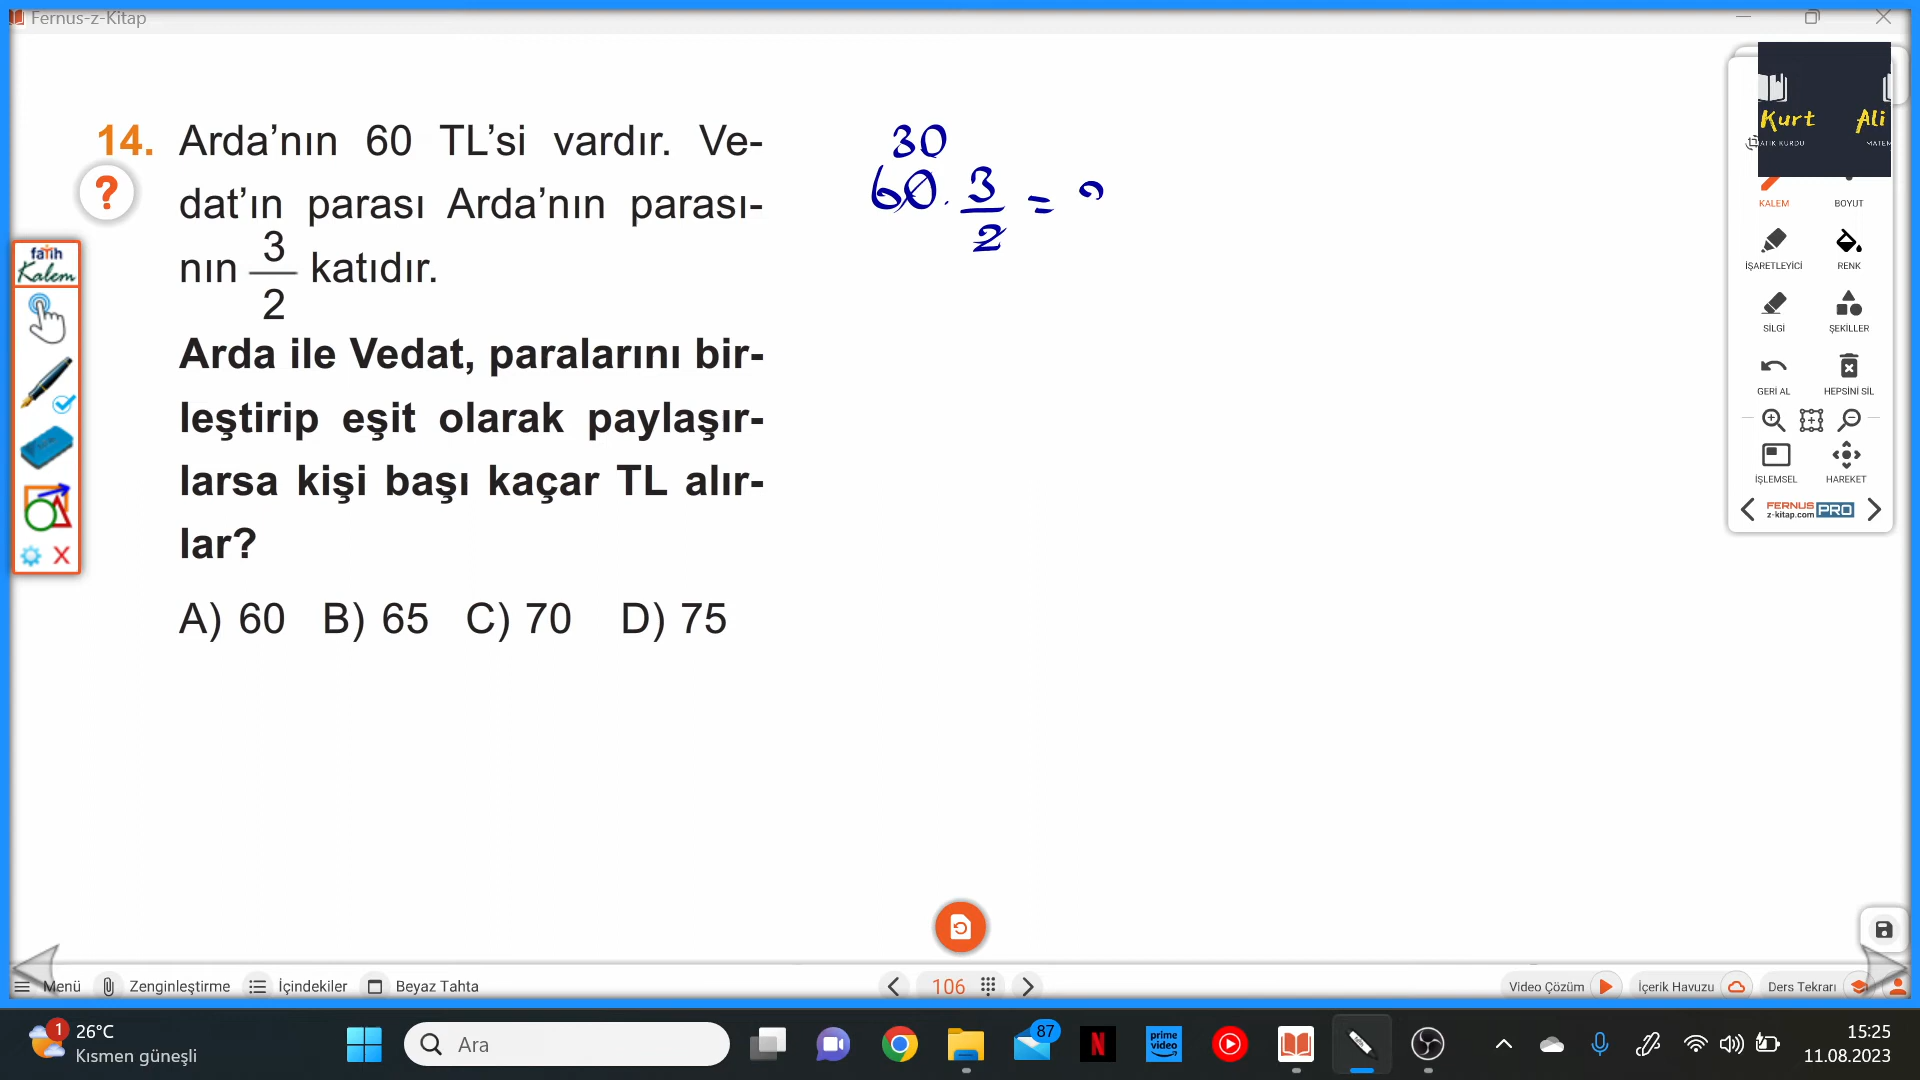 Fernus-z-Kitap
14. Arda'nın 60 TL'si vardır. Ve-
dat'ın parası Arda'nın parası-
nın 3/2 katıdır.
Arda ile Vedat, paralarını bir-
leştirip eşit olarak paylaşır-
larsa kişi başı kaçar TL alır-
lar?
A) 60 B) 65 C) 70 D) 75
?
30
60 . 3/2 =
fatih
Kalem
Kurt Ali
KALEM BOYUT
İŞARETLEYİCİ RENK
SİLGİ ŞEKİLLER
GERİ AL HEPSİNİ SİL
İŞLEMSEL HAREKET
FERNUS
z-kitap.com PRO
Menü Zenginleştirme İçindekiler Beyaz Tahta 106 Video Çözüm İçerik Havuzu Ders Tekrarı
1 26°C
Kısmen güneşli
Ara
87
N
prime
video
15:25
11.08.2023